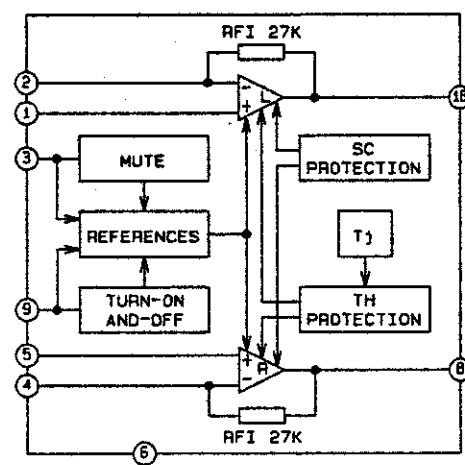 RFI 27K
2
-
L
1
+
10
3
MUTE
SC
PROTECTION
REFERENCES
Tj
9
TURN-ON
AND-OFF
TH
PROTECTION
5
+
R
8
4
-
RFI 27K
6